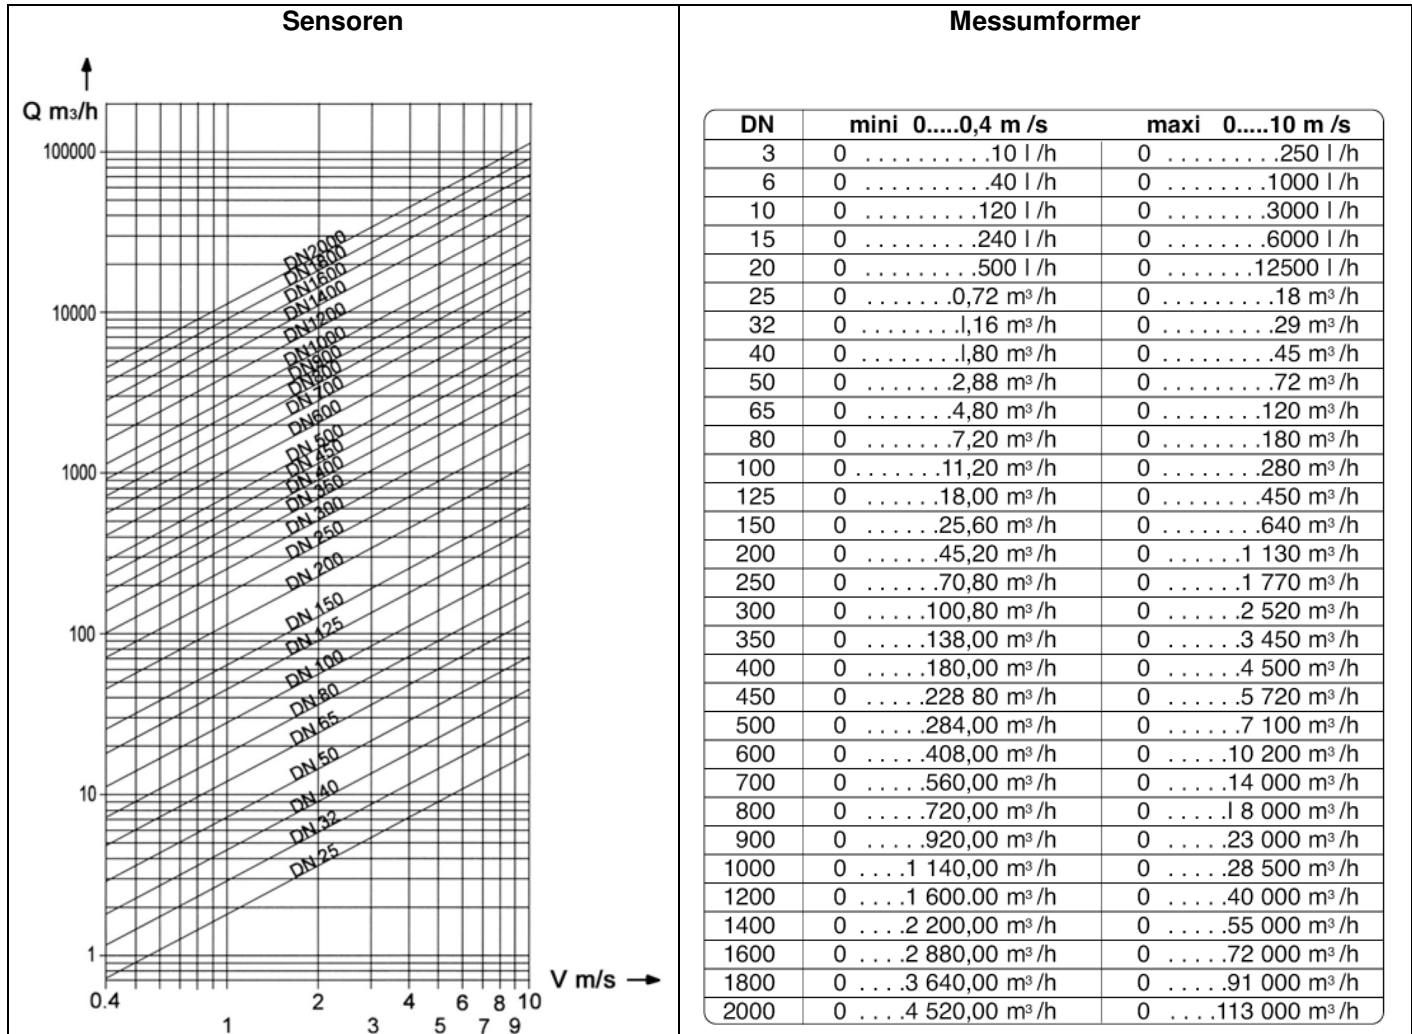 Sensoren
Q m3/h
100000
10000
1000
100
10
1
DN2000
DN1800
DN1600
DN1400
DN1200
DN1000
DN900
DN800
DN 700
DN600
DN 500
DN 450
DN 400
DN 350
DN 300
DN 250
DN 200
DN 150
DN 125
DN 100
DN 80
DN 65
DN 50
DN 40
DN 32
DN 25
V m/s
0.4 2 4 6 8 10
1 3 5 7 9
Messumformer
DN mini 0.....0,4 m /s maxi 0.....10 m /s
3 0 ..........10 l /h 0 .........250 l /h
6 0 ..........40 l /h 0 ........1000 l /h
10 0 .........120 l /h 0 ........3000 l /h
15 0 .........240 l /h 0 ........6000 l /h
20 0 .........500 l /h 0 .......12500 l /h
25 0 .......0,72 m³/h 0 .........18 m³/h
32 0 ........l,16 m³/h 0 .........29 m³/h
40 0 ........l,80 m³/h 0 .........45 m³/h
50 0 .......2,88 m³/h 0 .........72 m³/h
65 0 .......4,80 m³/h 0 ........120 m³/h
80 0 .......7,20 m³/h 0 ........180 m³/h
100 0 .......11,20 m³/h 0 ........280 m³/h
125 0 ......18,00 m³/h 0 ........450 m³/h
150 0 ......25,60 m³/h 0 ........640 m³/h
200 0 ......45,20 m³/h 0 ......1 130 m³/h
250 0 ......70,80 m³/h 0 ......1 770 m³/h
300 0 .....100,80 m³/h 0 ......2 520 m³/h
350 0 .....138,00 m³/h 0 ......3 450 m³/h
400 0 .....180,00 m³/h 0 ......4 500 m³/h
450 0 .....228 80 m³/h 0 ......5 720 m³/h
500 0 .....284,00 m³/h 0 ......7 100 m³/h
600 0 .....408,00 m³/h 0 .....10 200 m³/h
700 0 .....560,00 m³/h 0 .....14 000 m³/h
800 0 .....720,00 m³/h 0 .....l 8 000 m³/h
900 0 .....920,00 m³/h 0 .....23 000 m³/h
1000 0 ....1 140,00 m³/h 0 .....28 500 m³/h
1200 0 ....1 600.00 m³/h 0 .....40 000 m³/h
1400 0 ....2 200,00 m³/h 0 .....55 000 m³/h
1600 0 ....2 880,00 m³/h 0 .....72 000 m³/h
1800 0 ....3 640,00 m³/h 0 .....91 000 m³/h
2000 0 ....4 520,00 m³/h 0 ....113 000 m³/h